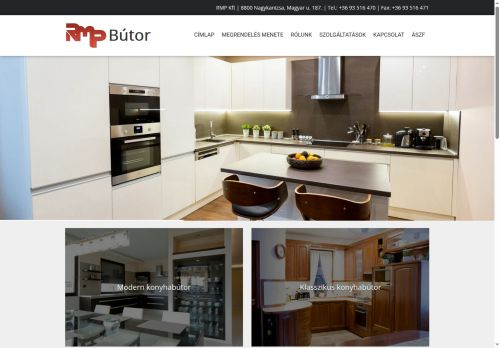 RMP Kft | 8800 Nagykanizsa, Magyar u. 187. | Tel.: +36 93 516 470 | Fax: +36 93 516 471
RMP Bútor
CÍMLAP MEGRENDELÉS MENETE RÓLUNK SZOLGÁLTATÁSOK KAPCSOLAT ÁSZF
Modern konyhabútor
Klasszikus konyhabútor